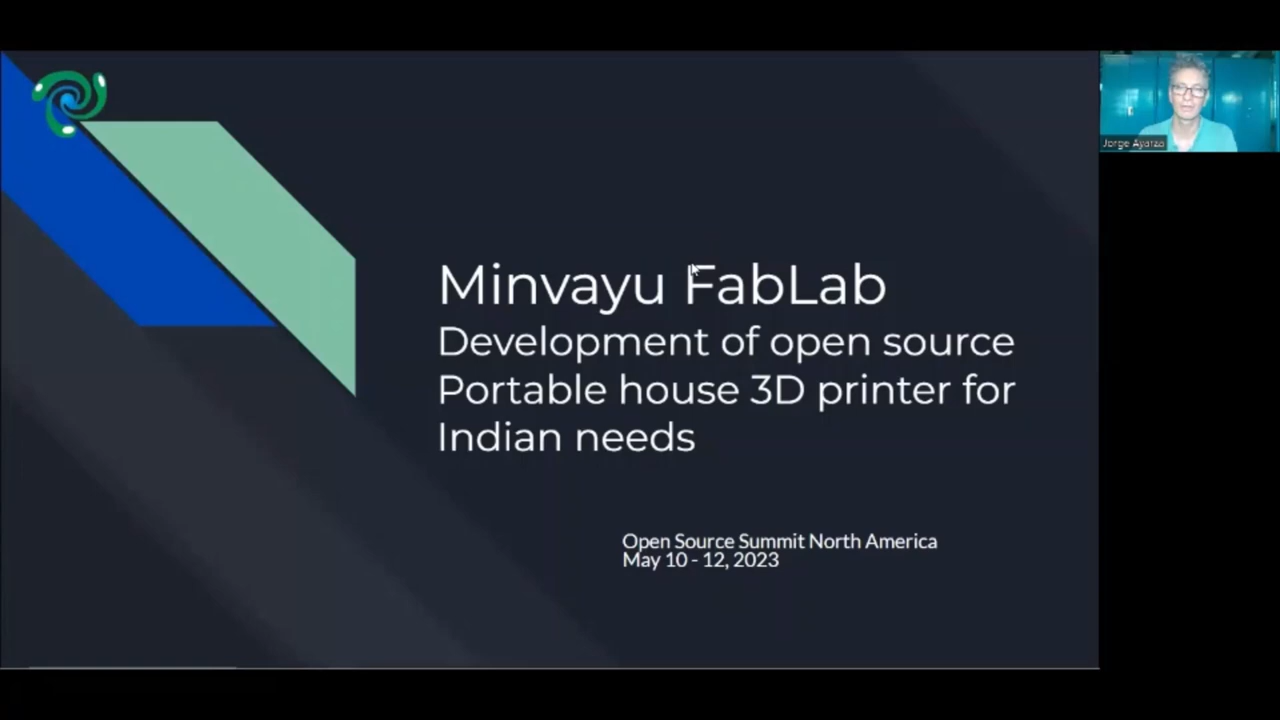 Minvayu FabLab
Development of open source
Portable house 3D printer for
Indian needs
Open Source Summit North America
May 10 - 12, 2023
Jorge Ayarza